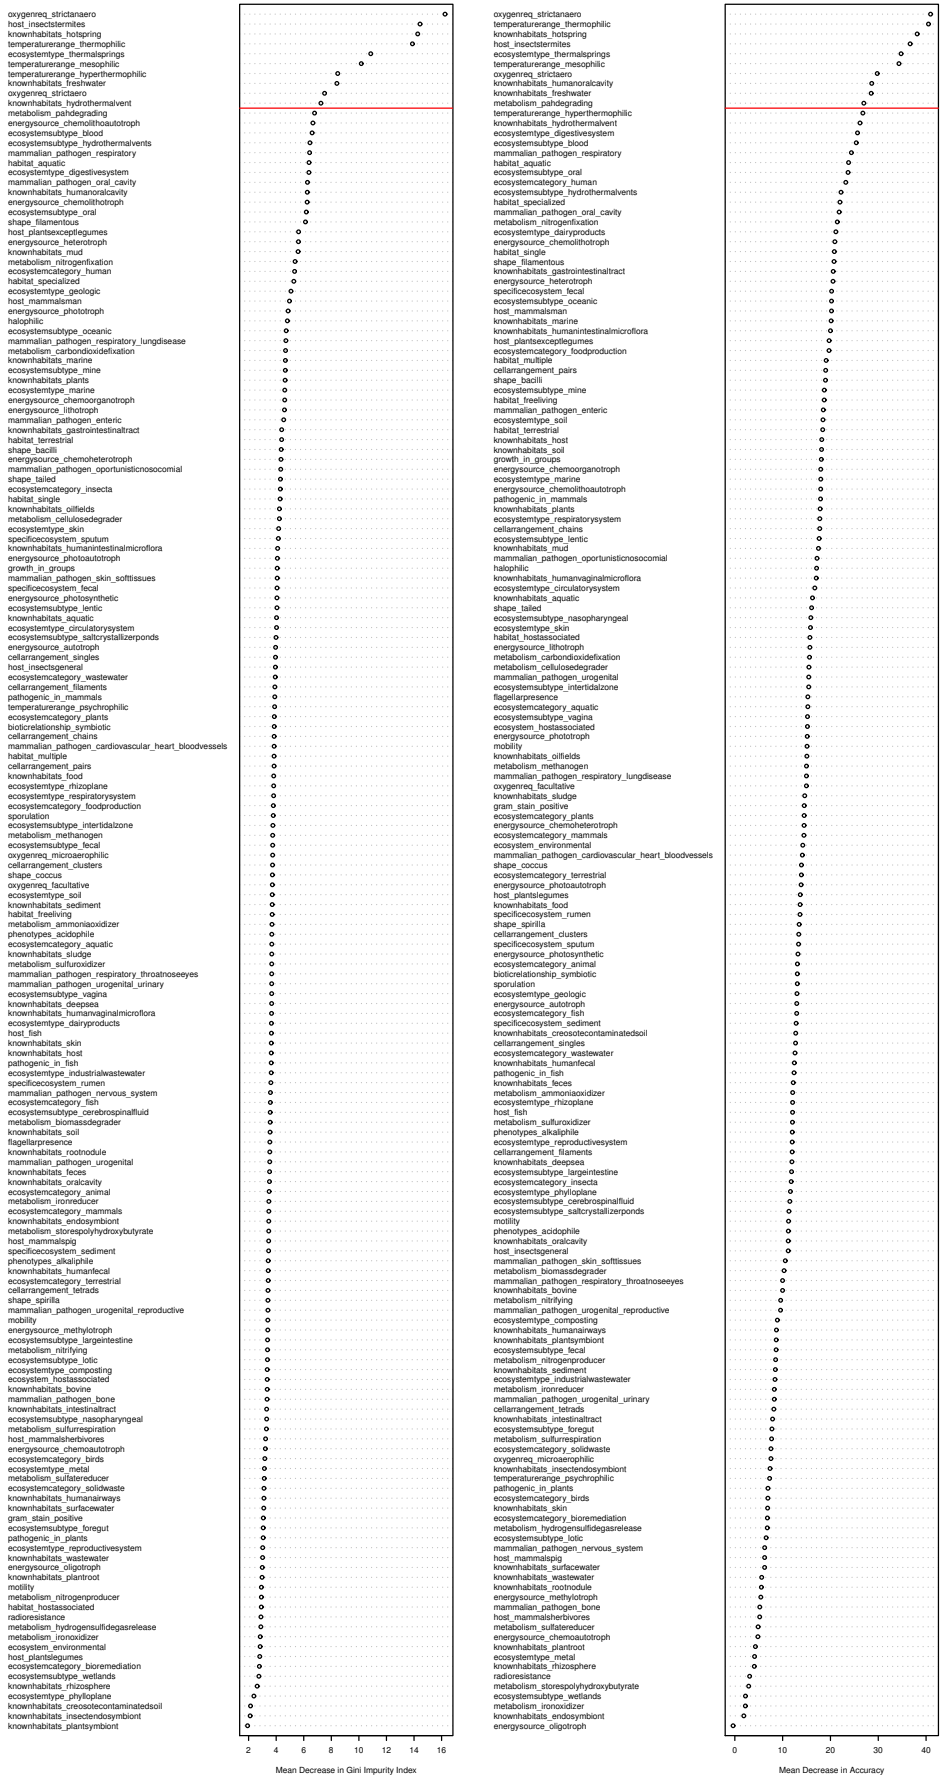 oxygenreq_strictanaero
host_insectstermites
knownhabitats_hotspring
temperaturerange_thermophilic
ecosystemtype_thermalsprings
temperaturerange_mesophilic
temperaturerange_hyperthermophilic
knownhabitats_freshwater
oxygenreq_strictaero
knownhabitats_hydrothermalvent
metabolism_pahdegrading
energysource_chemolithoautotroph
ecosystemsubtype_blood
ecosystemsubtype_hydrothermalvents
mammalian_pathogen_respiratory
habitat_aquatic
ecosystemtype_digestivesystem
mammalian_pathogen_oral_cavity
knownhabitats_humanoralcavity
energysource_chemolithotroph
ecosystemsubtype_oral
shape_filamentous
host_plantsexceptlegumes
energysource_heterotroph
knownhabitats_mud
metabolism_nitrogenfixation
ecosystemcategory_human
habitat_specialized
ecosystemtype_geologic
host_mammalsman
energysource_phototroph
halophilic
ecosystemsubtype_oceanic
mammalian_pathogen_respiratory_lungdisease
metabolism_carbondioxidefixation
knownhabitats_marine
ecosystemsubtype_mine
knownhabitats_plants
ecosystemtype_marine
energysource_chemoorganotroph
energysource_lithotroph
mammalian_pathogen_enteric
knownhabitats_gastrointestinaltract
habitat_terrestrial
shape_bacilli
energysource_chemoheterotroph
mammalian_pathogen_oportunisticnosocomial
shape_tailed
ecosystemcategory_insecta
habitat_single
knownhabitats_oilfields
metabolism_cellulosedegrader
ecosystemtype_skin
specificecosystem_sputum
knownhabitats_humanintestinalmicroflora
energysource_photoautotroph
growth_in_groups
mammalian_pathogen_skin_softtissues
specificecosystem_fecal
energysource_photosynthetic
ecosystemsubtype_lentic
knownhabitats_aquatic
ecosystemtype_circulatorysystem
ecosystemsubtype_saltcrystallizerponds
energysource_autotroph
cellarrangement_singles
host_insectsgeneral
ecosystemcategory_wastewater
cellarrangement_filaments
pathogenic_in_mammals
temperaturerange_psychrophilic
ecosystemcategory_plants
bioticrelationship_symbiotic
cellarrangement_chains
mammalian_pathogen_cardiovascular_heart_bloodvessels
habitat_multiple
cellarrangement_pairs
knownhabitats_food
ecosystemtype_rhizoplane
ecosystemtype_respiratorysystem
ecosystemcategory_foodproduction
sporulation
ecosystemsubtype_intertidalzone
metabolism_methanogen
ecosystemsubtype_fecal
oxygenreq_microaerophilic
cellarrangement_clusters
shape_coccus
oxygenreq_facultative
ecosystemtype_soil
knownhabitats_sediment
habitat_freeliving
metabolism_ammoniaoxidizer
phenotypes_acidophile
ecosystemcategory_aquatic
knownhabitats_sludge
metabolism_sulfuroxidizer
mammalian_pathogen_respiratory_throatnoseeyes
mammalian_pathogen_urogenital_urinary
ecosystemsubtype_vagina
knownhabitats_deepsea
knownhabitats_humanvaginalmicroflora
ecosystemtype_dairyproducts
host_fish
knownhabitats_skin
knownhabitats_host
pathogenic_in_fish
ecosystemtype_industrialwastewater
specificecosystem_rumen
mammalian_pathogen_nervous_system
ecosystemcategory_fish
ecosystemsubtype_cerebrospinalfluid
metabolism_biomassdegrader
knownhabitats_soil
flagellarpresence
knownhabitats_rootnodule
mammalian_pathogen_urogenital
knownhabitats_feces
knownhabitats_oralcavity
ecosystemcategory_animal
metabolism_ironreducer
ecosystemcategory_mammals
knownhabitats_endosymbiont
metabolism_storespolyhydroxybutyrate
host_mammalspig
specificecosystem_sediment
phenotypes_alkaliphile
knownhabitats_humanfecal
ecosystemcategory_terrestrial
cellarrangement_tetrads
shape_spirilla
mammalian_pathogen_urogenital_reproductive
mobility
energysource_methylotroph
ecosystemsubtype_largeintestine
metabolism_nitrifying
ecosystemsubtype_lotic
ecosystemtype_composting
ecosystem_hostassociated
knownhabitats_bovine
mammalian_pathogen_bone
knownhabitats_intestinaltract
ecosystemsubtype_nasopharyngeal
metabolism_sulfurrespiration
host_mammalsherbivores
energysource_chemoautotroph
ecosystemcategory_birds
ecosystemtype_metal
metabolism_sulfatereducer
ecosystemcategory_solidwaste
knownhabitats_humanairways
knownhabitats_surfacewater
gram_stain_positive
ecosystemsubtype_foregut
pathogenic_in_plants
ecosystemtype_reproductivesystem
knownhabitats_wastewater
energysource_oligotroph
knownhabitats_plantroot
motility
metabolism_nitrogenproducer
habitat_hostassociated
radioresistance
metabolism_hydrogensulfidegasrelease
metabolism_ironoxidizer
ecosystem_environmental
host_plantslegumes
ecosystemcategory_bioremediation
ecosystemsubtype_wetlands
knownhabitats_rhizosphere
ecosystemtype_phylloplane
knownhabitats_creosotecontaminatedsoil
knownhabitats_insectendosymbiont
knownhabitats_plantsymbiont
2 4 6 8 10 12 14 16
Mean Decrease in Gini Impurity Index
oxygenreq_strictanaero
temperaturerange_thermophilic
knownhabitats_hotspring
host_insectstermites
ecosystemtype_thermalsprings
temperaturerange_mesophilic
oxygenreq_strictaero
knownhabitats_humanoralcavity
knownhabitats_freshwater
metabolism_pahdegrading
temperaturerange_hyperthermophilic
knownhabitats_hydrothermalvent
ecosystemtype_digestivesystem
ecosystemsubtype_blood
mammalian_pathogen_respiratory
habitat_aquatic
ecosystemsubtype_oral
ecosystemcategory_human
ecosystemsubtype_hydrothermalvents
habitat_specialized
mammalian_pathogen_oral_cavity
metabolism_nitrogenfixation
ecosystemtype_dairyproducts
energysource_chemolithotroph
habitat_single
shape_filamentous
knownhabitats_gastrointestinaltract
energysource_heterotroph
specificecosystem_fecal
ecosystemsubtype_oceanic
host_mammalsman
knownhabitats_marine
knownhabitats_humanintestinalmicroflora
host_plantsexceptlegumes
ecosystemcategory_foodproduction
habitat_multiple
cellarrangement_pairs
shape_bacilli
ecosystemsubtype_mine
habitat_freeliving
mammalian_pathogen_enteric
ecosystemtype_soil
habitat_terrestrial
knownhabitats_host
knownhabitats_soil
growth_in_groups
energysource_chemoorganotroph
ecosystemtype_marine
energysource_chemolithoautotroph
pathogenic_in_mammals
knownhabitats_plants
ecosystemtype_respiratorysystem
cellarrangement_chains
ecosystemsubtype_lentic
knownhabitats_mud
mammalian_pathogen_oportunisticnosocomial
halophilic
knownhabitats_humanvaginalmicroflora
ecosystemtype_circulatorysystem
knownhabitats_aquatic
shape_tailed
ecosystemsubtype_nasopharyngeal
ecosystemtype_skin
habitat_hostassociated
energysource_lithotroph
metabolism_carbondioxidefixation
metabolism_cellulosedegrader
mammalian_pathogen_urogenital
ecosystemsubtype_intertidalzone
flagellarpresence
ecosystemcategory_aquatic
ecosystemsubtype_vagina
ecosystem_hostassociated
energysource_phototroph
mobility
knownhabitats_oilfields
metabolism_methanogen
mammalian_pathogen_respiratory_lungdisease
oxygenreq_facultative
knownhabitats_sludge
gram_stain_positive
ecosystemcategory_plants
energysource_chemoheterotroph
ecosystemcategory_mammals
ecosystem_environmental
mammalian_pathogen_cardiovascular_heart_bloodvessels
shape_coccus
ecosystemcategory_terrestrial
energysource_photoautotroph
host_plantslegumes
knownhabitats_food
specificecosystem_rumen
shape_spirilla
cellarrangement_clusters
specificecosystem_sputum
energysource_photosynthetic
ecosystemcategory_animal
bioticrelationship_symbiotic
sporulation
ecosystemtype_geologic
energysource_autotroph
ecosystemcategory_fish
specificecosystem_sediment
knownhabitats_creosotecontaminatedsoil
cellarrangement_singles
ecosystemcategory_wastewater
knownhabitats_humanfecal
pathogenic_in_fish
knownhabitats_feces
metabolism_ammoniaoxidizer
ecosystemtype_rhizoplane
host_fish
metabolism_sulfuroxidizer
phenotypes_alkaliphile
ecosystemtype_reproductivesystem
cellarrangement_filaments
knownhabitats_deepsea
ecosystemsubtype_largeintestine
ecosystemcategory_insecta
ecosystemtype_phylloplane
ecosystemsubtype_cerebrospinalfluid
ecosystemsubtype_saltcrystallizerponds
motility
phenotypes_acidophile
knownhabitats_oralcavity
host_insectsgeneral
mammalian_pathogen_skin_softtissues
metabolism_biomassdegrader
mammalian_pathogen_respiratory_throatnoseeyes
knownhabitats_bovine
metabolism_nitrifying
mammalian_pathogen_urogenital_reproductive
ecosystemtype_composting
knownhabitats_humanairways
knownhabitats_plantsymbiont
ecosystemsubtype_fecal
metabolism_nitrogenproducer
knownhabitats_sediment
ecosystemtype_industrialwastewater
metabolism_ironreducer
mammalian_pathogen_urogenital_urinary
cellarrangement_tetrads
knownhabitats_intestinaltract
ecosystemsubtype_foregut
metabolism_sulfurrespiration
ecosystemcategory_solidwaste
oxygenreq_microaerophilic
knownhabitats_insectendosymbiont
temperaturerange_psychrophilic
pathogenic_in_plants
ecosystemcategory_birds
knownhabitats_skin
ecosystemcategory_bioremediation
metabolism_hydrogensulfidegasrelease
ecosystemsubtype_lotic
mammalian_pathogen_nervous_system
host_mammalspig
knownhabitats_surfacewater
knownhabitats_wastewater
knownhabitats_rootnodule
energysource_methylotroph
mammalian_pathogen_bone
host_mammalsherbivores
metabolism_sulfatereducer
energysource_chemoautotroph
knownhabitats_plantroot
ecosystemtype_metal
knownhabitats_rhizosphere
radioresistance
metabolism_storespolyhydroxybutyrate
ecosystemsubtype_wetlands
metabolism_ironoxidizer
knownhabitats_endosymbiont
energysource_oligotroph
0 10 20 30 40
Mean Decrease in Accuracy